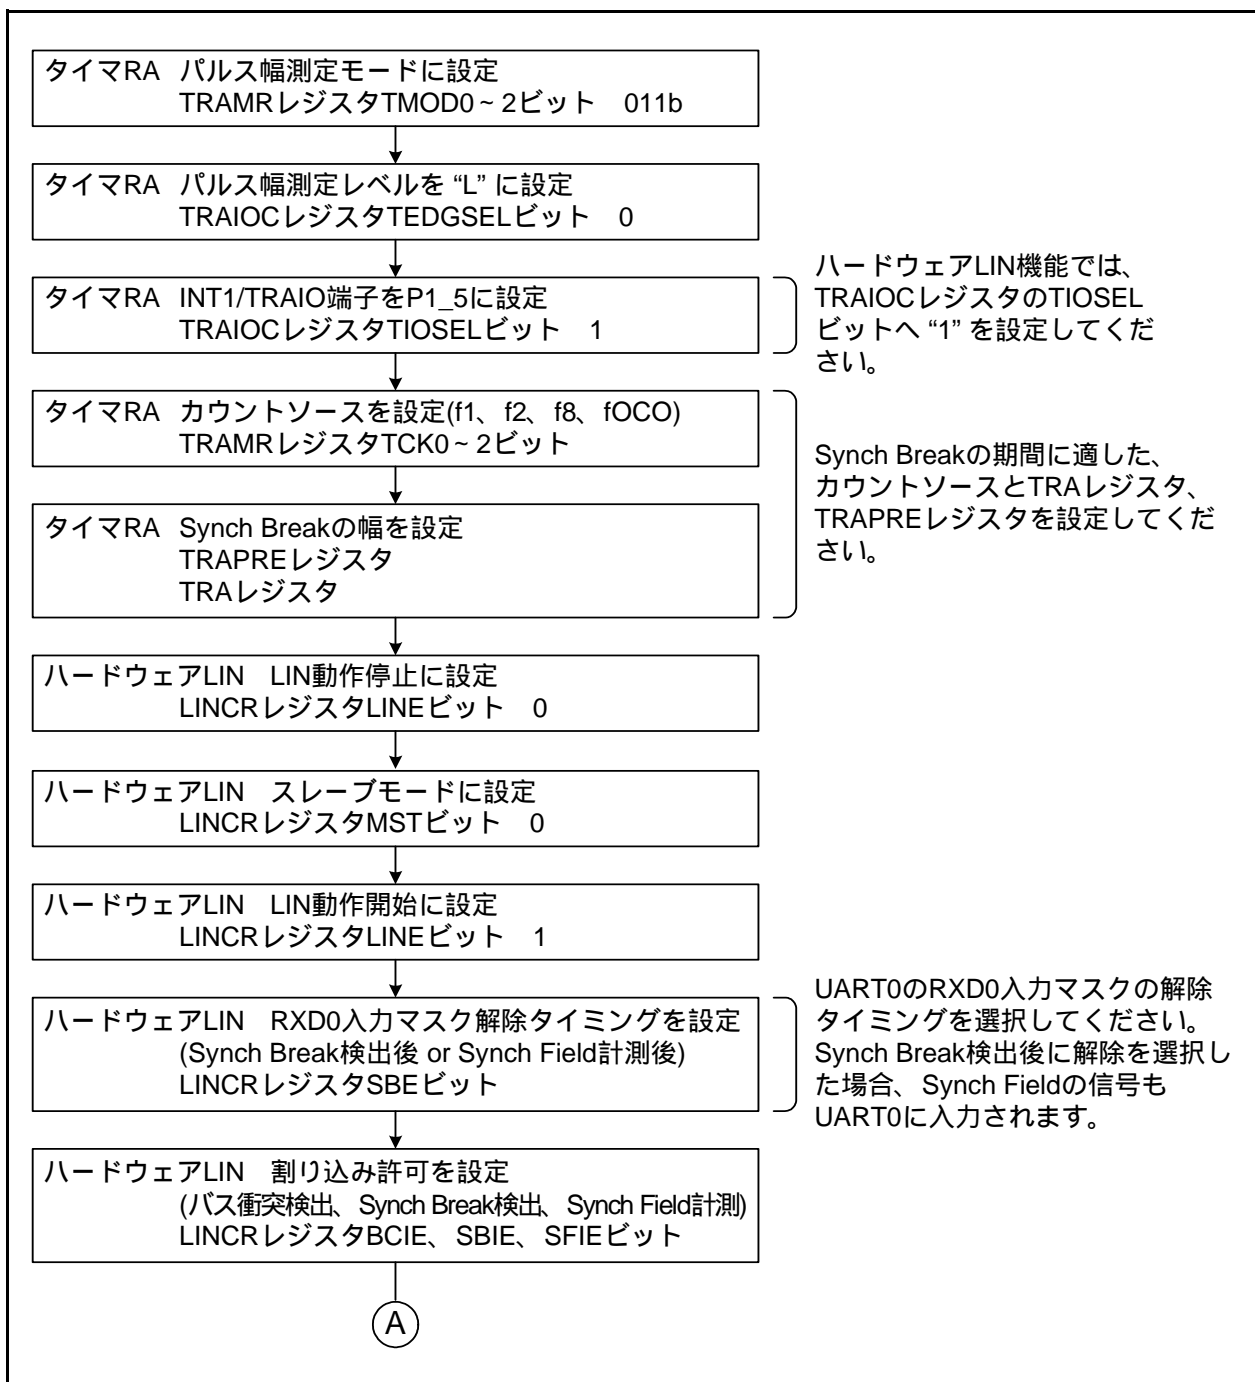 タイマRA パルス幅測定モードに設定
TRAMRレジスタTMOD0~2ビット 011b
タイマRA パルス幅測定レベルを “L” に設定
TRAIOCレジスタTEDGSELビット 0
タイマRA INT1/TRAIO端子をP1_5に設定
TRAIOCレジスタTIOSELビット 1
ハードウェアLIN機能では、
TRAIOCレジスタのTIOSEL
ビットへ “1” を設定してくだ
さい。
タイマRA カウントソースを設定(f1、f2、f8、fOCO)
TRAMRレジスタTCK0~2ビット
タイマRA Synch Breakの幅を設定
TRAPREレジスタ
TRAレジスタ
Synch Breakの期間に適した、
カウントソースとTRAレジスタ、
TRAPREレジスタを設定してくだ
さい。
ハードウェアLIN LIN動作停止に設定
LINCRレジスタLINEビット 0
ハードウェアLIN スレーブモードに設定
LINCRレジスタMSTビット 0
ハードウェアLIN LIN動作開始に設定
LINCRレジスタLINEビット 1
ハードウェアLIN RXD0入力マスク解除タイミングを設定
(Synch Break検出後 or Synch Field計測後)
LINCRレジスタSBEビット
UART0のRXD0入力マスクの解除
タイミングを選択してください。
Synch Break検出後に解除を選択し
た場合、Synch Fieldの信号も
UART0に入力されます。
ハードウェアLIN 割り込み許可を設定
(バス衝突検出、Synch Break検出、Synch Field計測)
LINCRレジスタBCIE、SBIE、SFIEビット
A